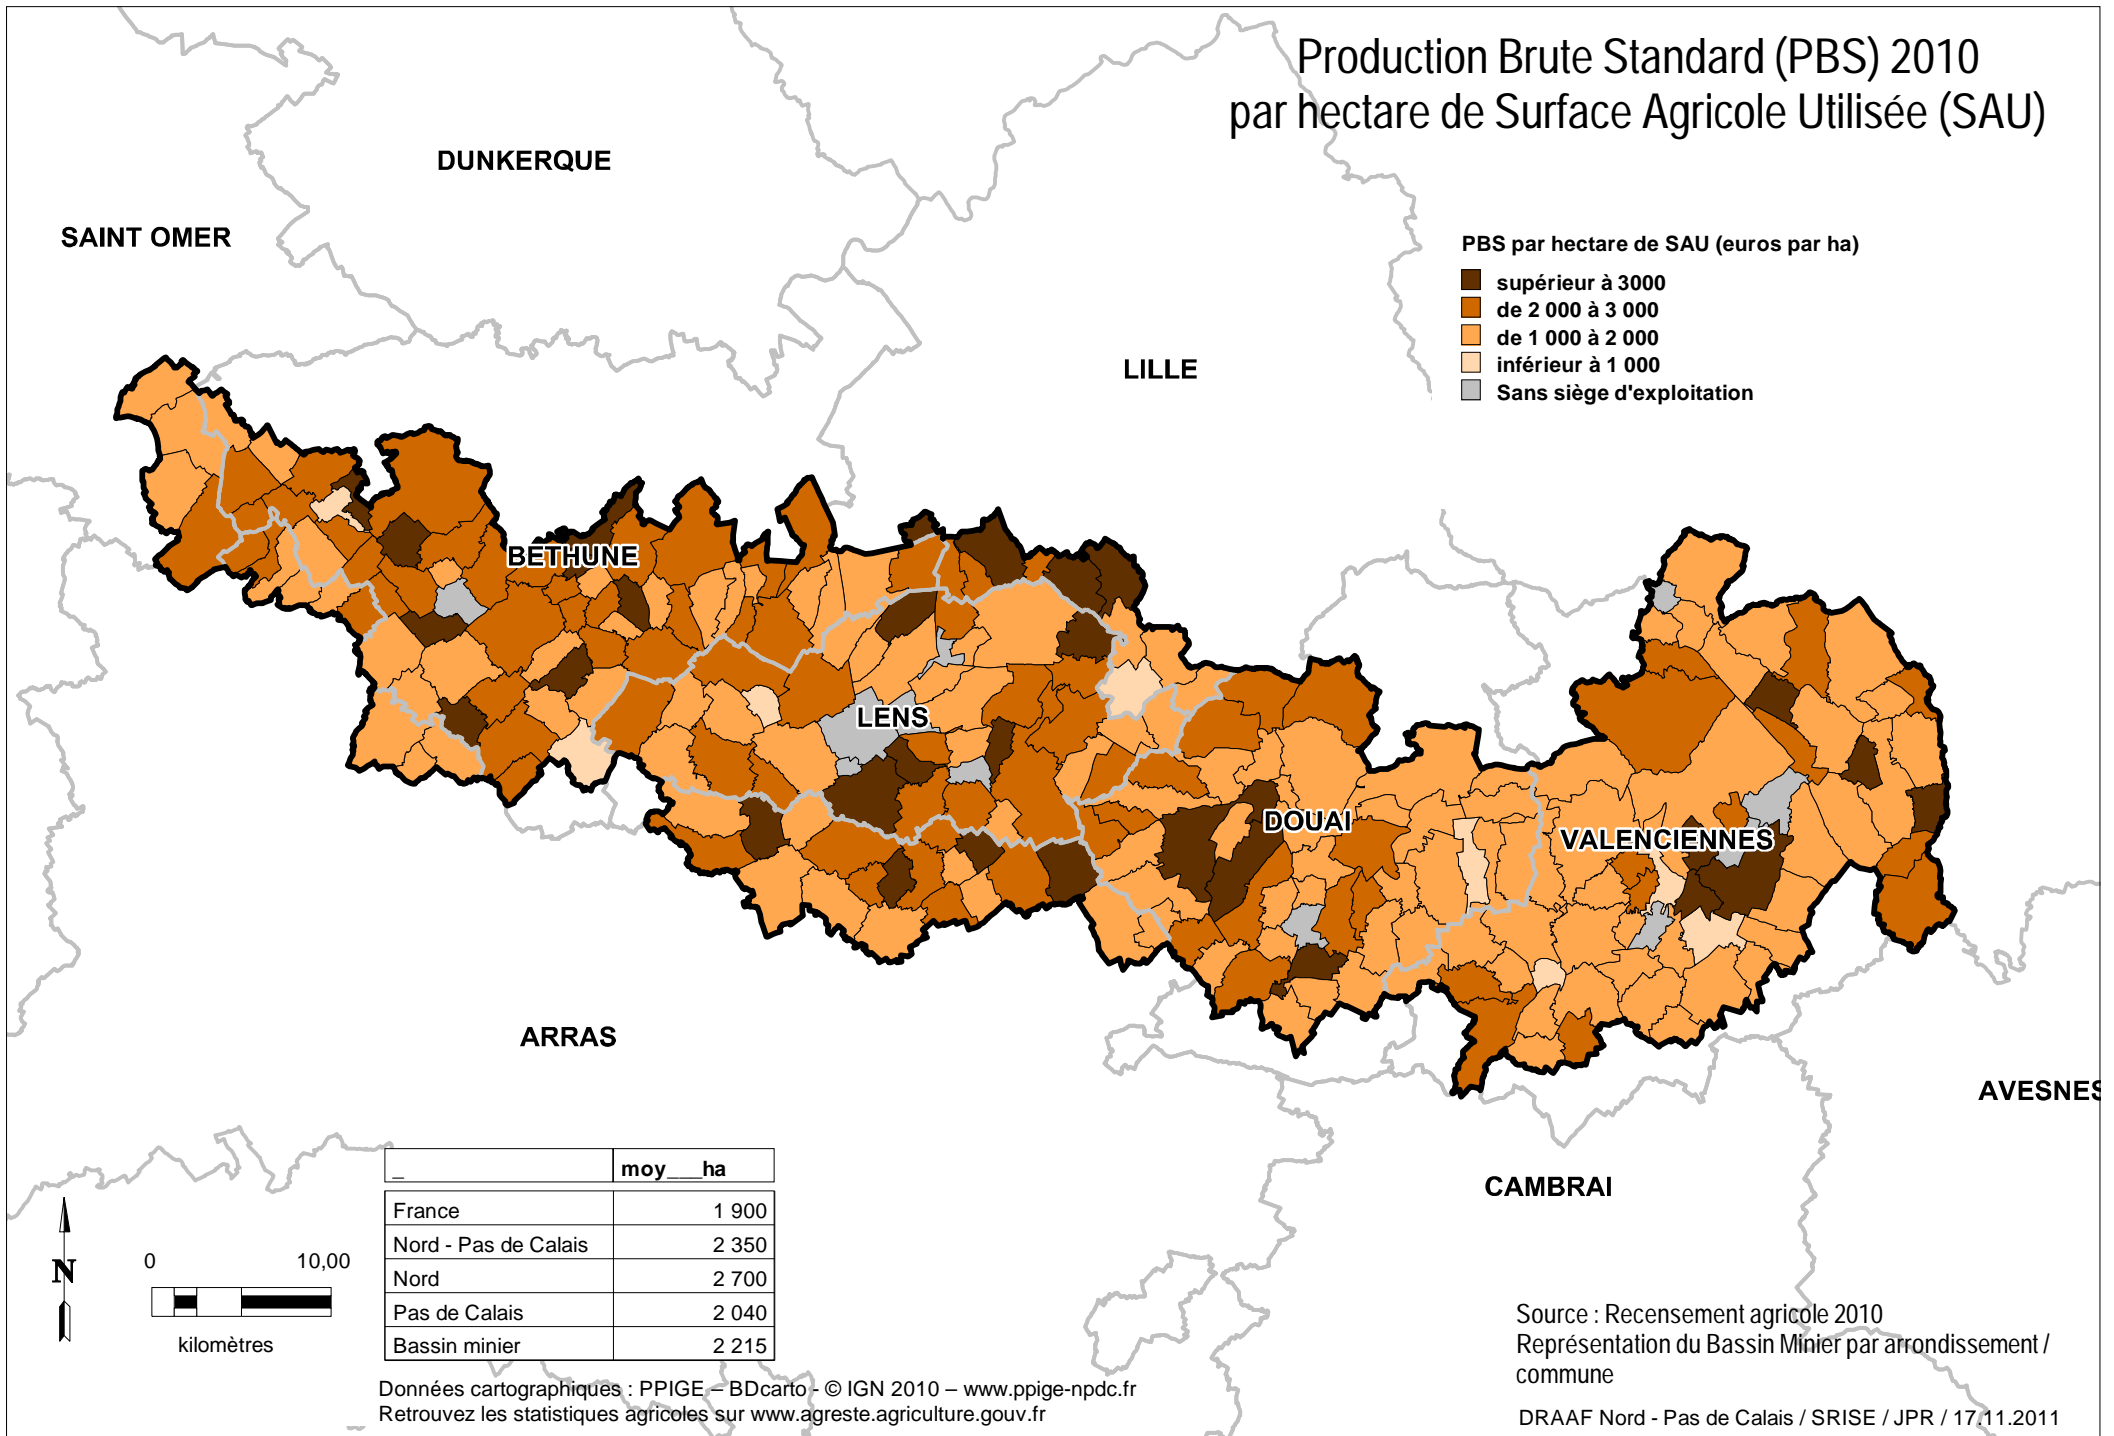 Production Brute Standard (PBS) 2010
par hectare de Surface Agricole Utilisée (SAU)
DUNKERQUE
SAINT OMER
PBS par hectare de SAU (euros par ha)
supérieur à 3000
de 2 000 à 3 000
de 1 000 à 2 000
inférieur à 1 000
Sans siège d'exploitation
LILLE
BETHUNE
LENS
DOUAI
VALENCIENNES
ARRAS
AVESNES
CAMBRAI
_ moy___ha
France 1 900
Nord - Pas de Calais 2 350
Nord 2 700
Pas de Calais 2 040
Bassin minier 2 215
N
0 10,00
kilomètres
Données cartographiques : PPIGE – BDcarto - © IGN 2010 – www.ppige-npdc.fr
Retrouvez les statistiques agricoles sur www.agreste.agriculture.gouv.fr
Source : Recensement agricole 2010
Représentation du Bassin Minier par arrondissement /
commune
DRAAF Nord - Pas de Calais / SRISE / JPR / 17.11.2011